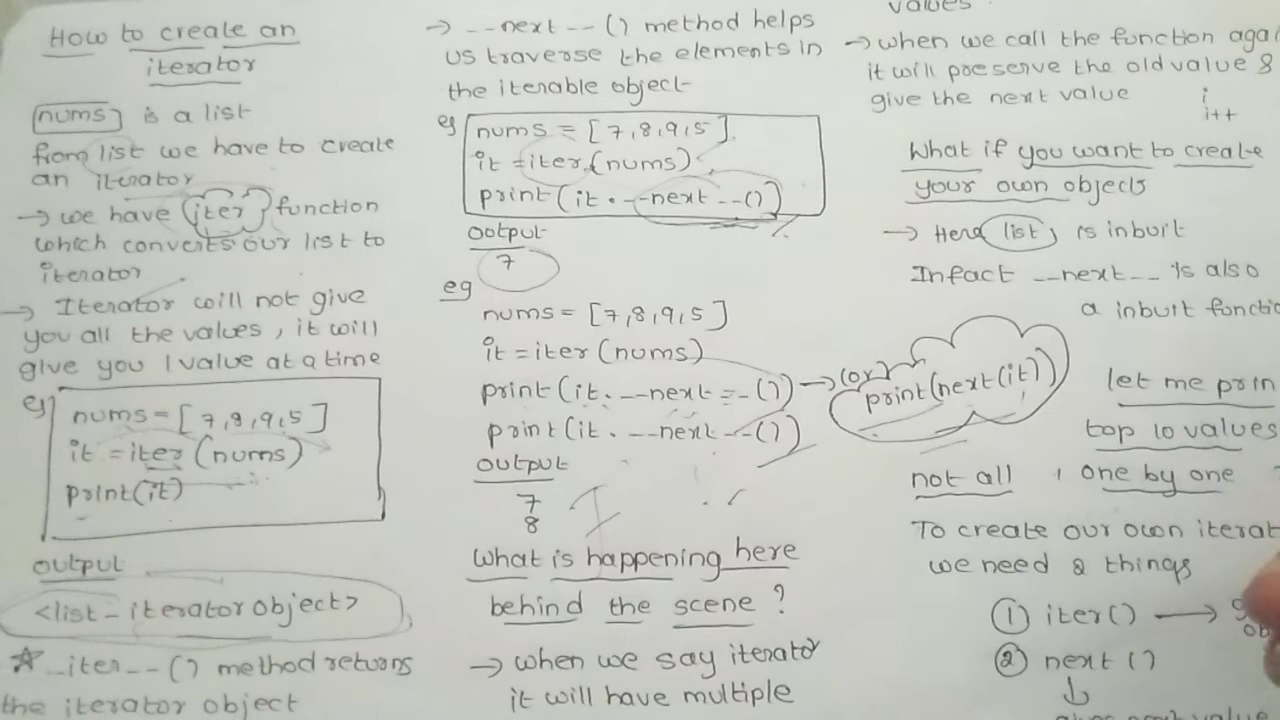 How to create an
iterator
nums is a list
from list we have to create
an iterator
→ we have iter function
which converts our list to
iterator
→ Iterator will not give
you all the values, it will
give you 1 value at a time
eg
nums = [7,8,9,5]
it = iter(nums)
print(it)
output
<list-iterator object>
☆ __iter__() method returns
the iterator object
→ __next__() method helps
us traverse the elements in
the iterable object
eg
nums = [7,8,9,5]
it = iter(nums)
print(it.__next__())
output
7
eg
nums = [7,8,9,5]
it = iter(nums)
print(it.__next__()) → (or) print(next(it))
print(it.__next__())
output
7
8
What is happening here
behind the scene?
→ when we say iterator
it will have multiple
values
→ when we call the function
it will preserve the old value &
give the next value
i
i++
What if you want to create
your own objects
→ Here list, is inbuilt
Infact __next__ is also
a inbuit
let me
top 10 values
not all, one by one
To create our own
we need 2 things
① iter() →
② next()
↓
value